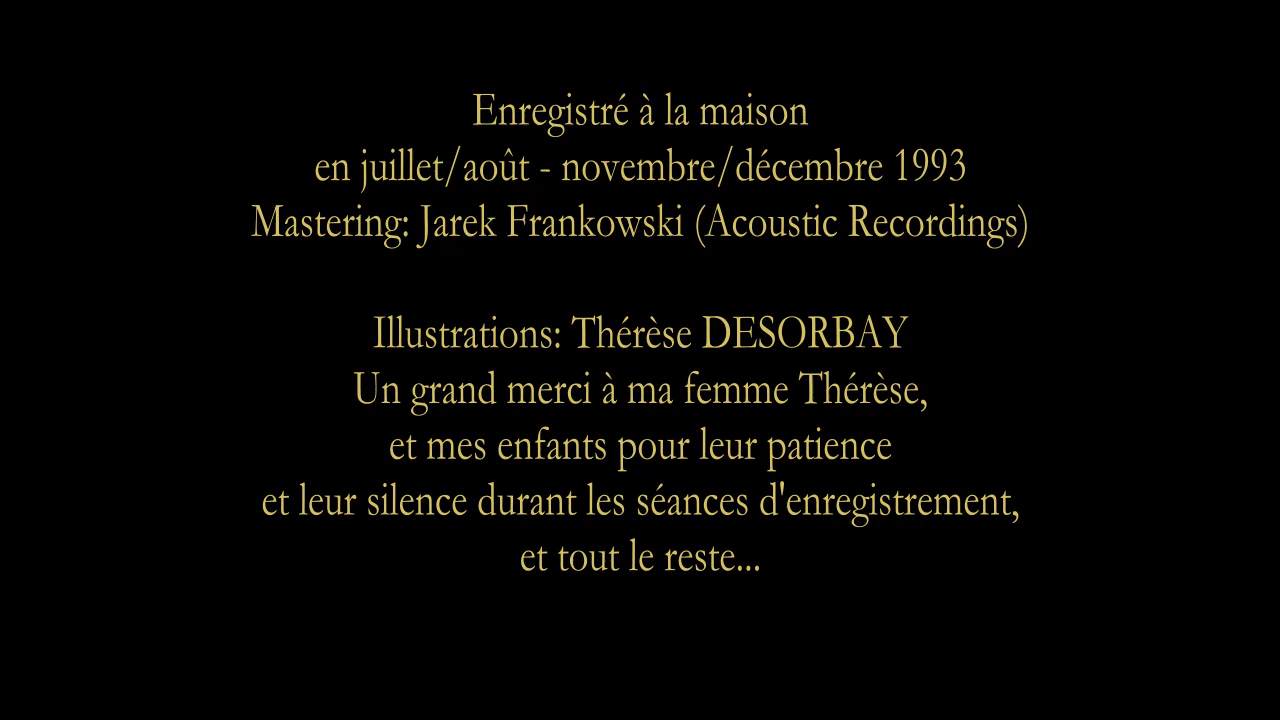 Enregistré à la maison
en juillet/août - novembre/décembre 1993
Mastering: Jarek Frankowski (Acoustic Recordings)
Illustrations: Thérèse DESORBAY
Un grand merci à ma femme Thérèse,
et mes enfants pour leur patience
et leur silence durant les séances d'enregistrement,
et tout le reste...